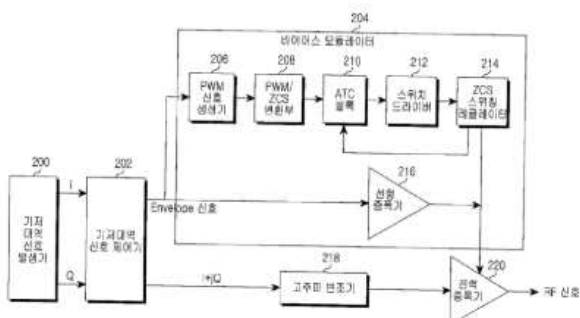 204
바이어스 모듈레이터
206
208
210
212
214
PWM
신호
생성기
PWM/
ZCS
변환부
ATC
블록
스위치
드라이버
ZCS
스위칭
레귤레이터
216
선형
증폭기
200
202
I
Envelope 신호
기저
대역
신호
발생기
기저대역
신호 제어기
Q
I+jQ
218
고주파 변조기
220
전력
증폭기
RF 신호